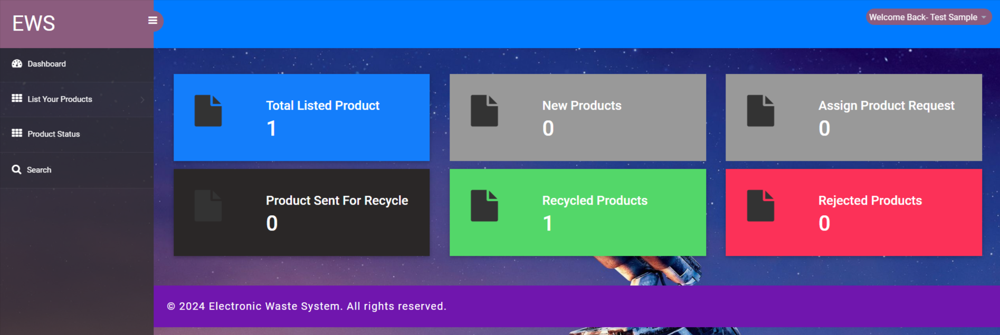 EWS
Welcome Back- Test Sample
Dashboard
List Your Products
Product Status
Search
Total Listed Product
1
New Products
0
Assign Product Request
0
Product Sent For Recycle
0
Recycled Products
1
Rejected Products
0
© 2024 Electronic Waste System. All rights reserved.